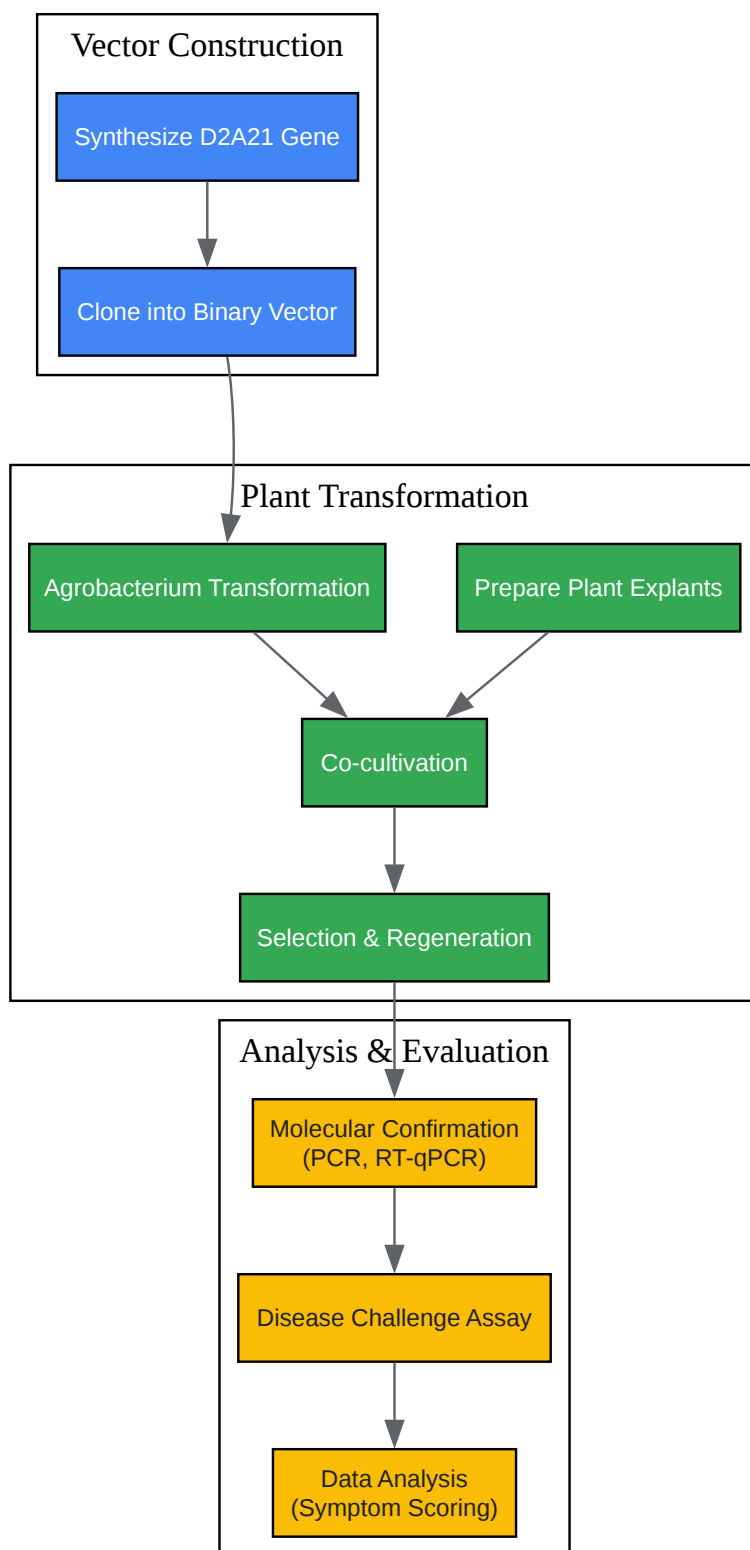 Vector Construction
Synthesize D2A21 Gene
Clone into Binary Vector
Plant Transformation
Agrobacterium Transformation
Prepare Plant Explants
Co-cultivation
Selection & Regeneration
Analysis & Evaluation
Molecular Confirmation
(PCR, RT-qPCR)
Disease Challenge Assay
Data Analysis
(Symptom Scoring)